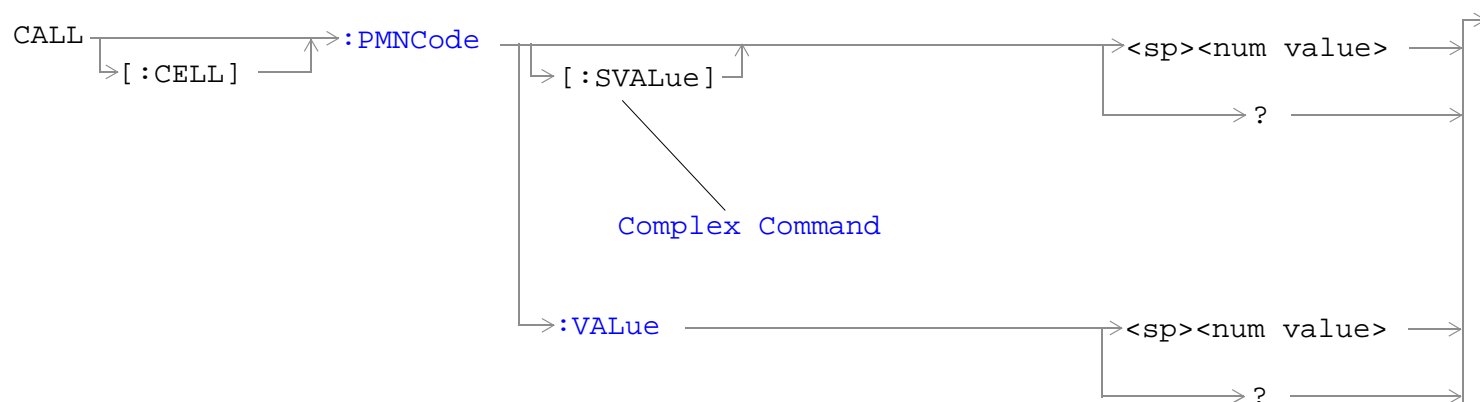 CALL :PMNCode <sp><num value>
[:CELL] [:SVALue]
?
Complex Command
:VALue <sp><num value>
?